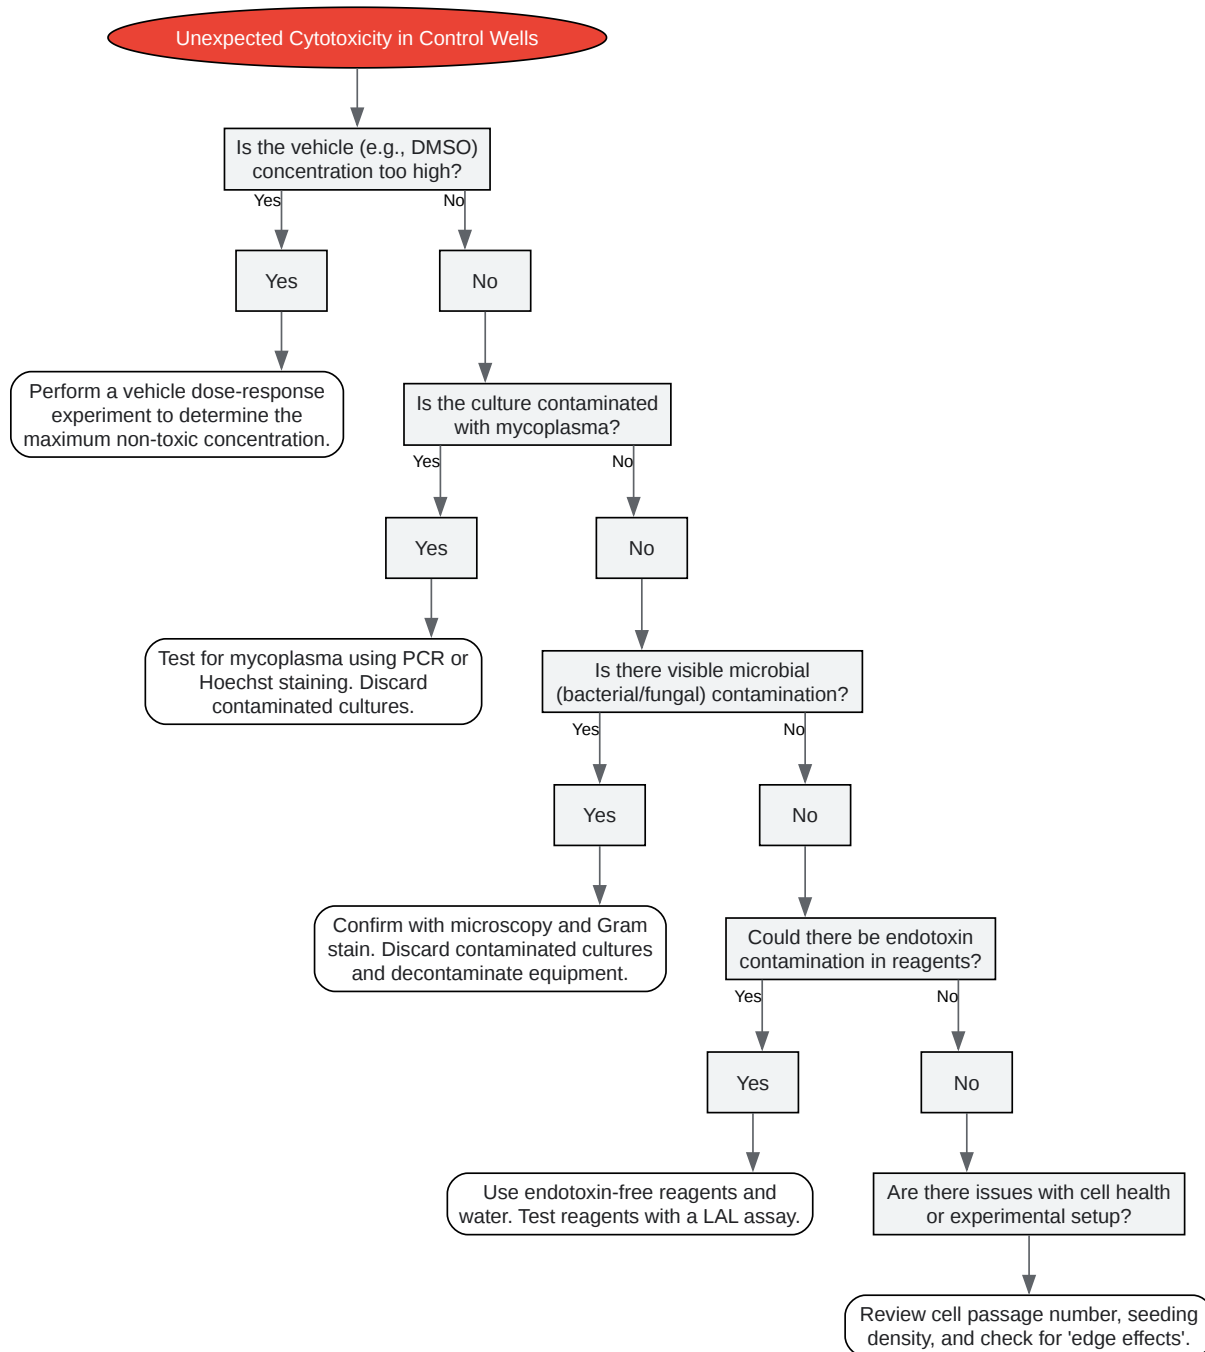 Unexpected Cytotoxicity in Control Wells
Is the vehicle (e.g., DMSO)
concentration too high?
Yes
No
Yes
No
Perform a vehicle dose-response
experiment to determine the
maximum non-toxic concentration.
Is the culture contaminated
with mycoplasma?
Yes
No
Yes
No
Test for mycoplasma using PCR or
Hoechst staining. Discard
contaminated cultures.
Is there visible microbial
(bacterial/fungal) contamination?
Yes
No
Yes
No
Confirm with microscopy and Gram
stain. Discard contaminated cultures
and decontaminate equipment.
Could there be endotoxin
contamination in reagents?
Yes
No
Yes
No
Use endotoxin-free reagents and
water. Test reagents with a LAL assay.
Are there issues with cell health
or experimental setup?
Review cell passage number, seeding
density, and check for 'edge effects'.